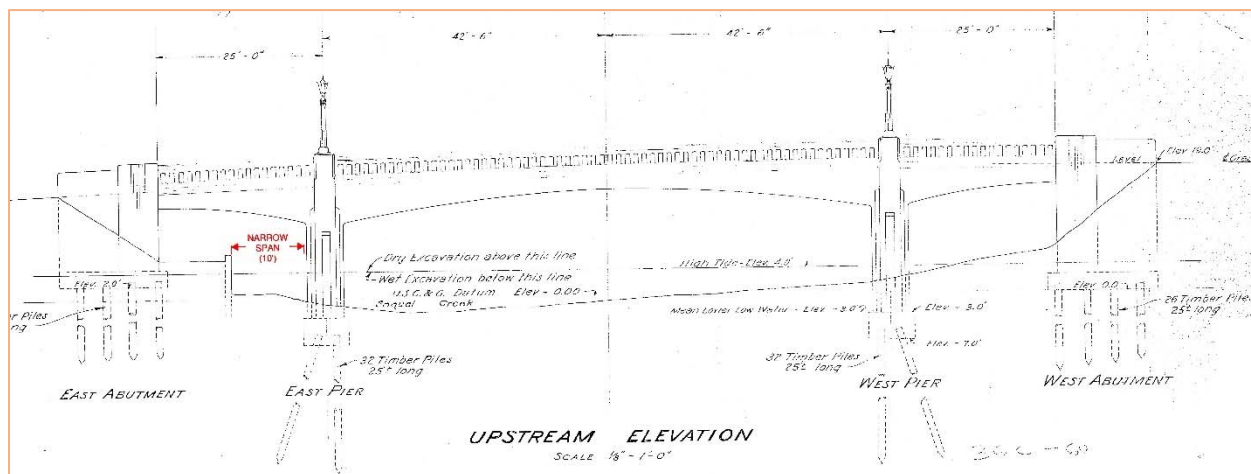 42'-6"
42'-6"
25'-0"
25'-0"
Elev 19.0'
Level
NARROW
SPAN
(10')
Dry Excavation above this line
Wet Excavation below this line
U.S.C.&G. Datum Elev - 0.00
Soquel Creek
High Tide - Elev. 4.0'
Elev. 2.0'
Piles
Mean Lower Low Water - Elev - 3.0'
Elev - 3.0'
Elev. - 7.0'
Elev 0.0
26 Timber Piles
25' long
32 Timber Piles
25't long
32 Timber Piles
25't long
EAST ABUTMENT
EAST PIER
WEST PIER
WEST ABUTMENT
UPSTREAM ELEVATION
SCALE 1/8" - 1'-0"